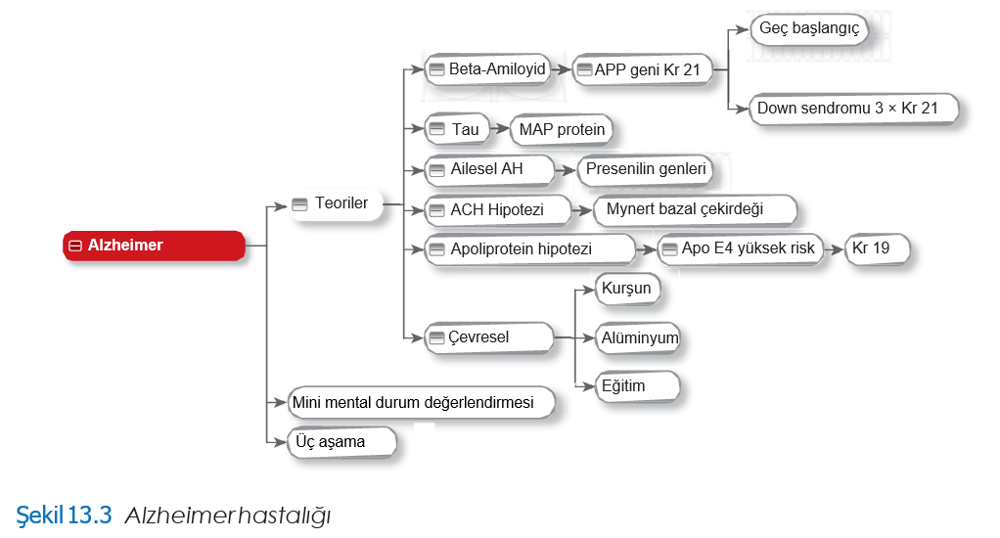 Geç başlangıç
Beta-Amiloyid
APP geni Kr 21
Down sendromu 3 × Kr 21
Tau
MAP protein
Ailesel AH
Presenilin genleri
Teoriler
ACH Hipotezi
Mynert bazal çekirdeği
Alzheimer
Apoliprotein hipotezi
Apo E4 yüksek risk
Kr 19
Kurşun
Çevresel
Alüminyum
Eğitim
Mini mental durum değerlendirmesi
Üç aşama
Şekil 13.3 Alzheimer hastalığı